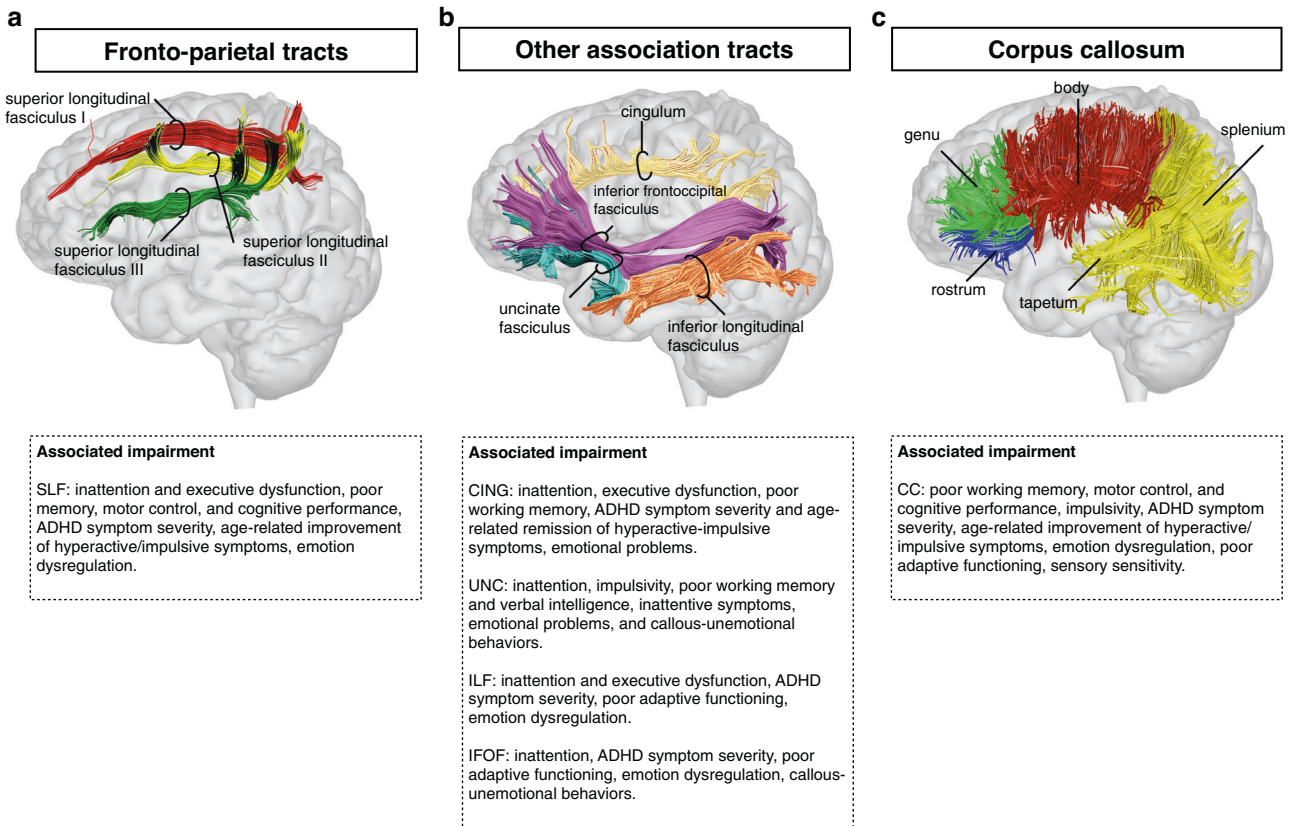 a
Fronto-parietal tracts
superior longitudinal
fasciculus I
superior longitudinal
fasciculus III
superior longitudinal
fasciculus II
Associated impairment
SLF: inattention and executive dysfunction, poor
memory, motor control, and cognitive performance,
ADHD symptom severity, age-related improvement
of hyperactive/impulsive symptoms, emotion
dysregulation.
b
Other association tracts
cingulum
inferior frontoccipital
fasciculus
uncinate
fasciculus
inferior longitudinal
fasciculus
Associated impairment
CING: inattention, executive dysfunction, poor
working memory, ADHD symptom severity and age-
related remission of hyperactive-impulsive
symptoms, emotional problems.
UNC: inattention, impulsivity, poor working memory
and verbal intelligence, inattentive symptoms,
emotional problems, and callous-unemotional
behaviors.
ILF: inattention and executive dysfunction, ADHD
symptom severity, poor adaptive functioning,
emotion dysregulation.
IFOF: inattention, ADHD symptom severity, poor
adaptive functioning, emotion dysregulation, callous-
unemotional behaviors.
c
Corpus callosum
body
genu
splenium
rostrum
tapetum
Associated impairment
CC: poor working memory, motor control, and
cognitive performance, impulsivity, ADHD symptom
severity, age-related improvement of hyperactive/
impulsive symptoms, emotion dysregulation, poor
adaptive functioning, sensory sensitivity.